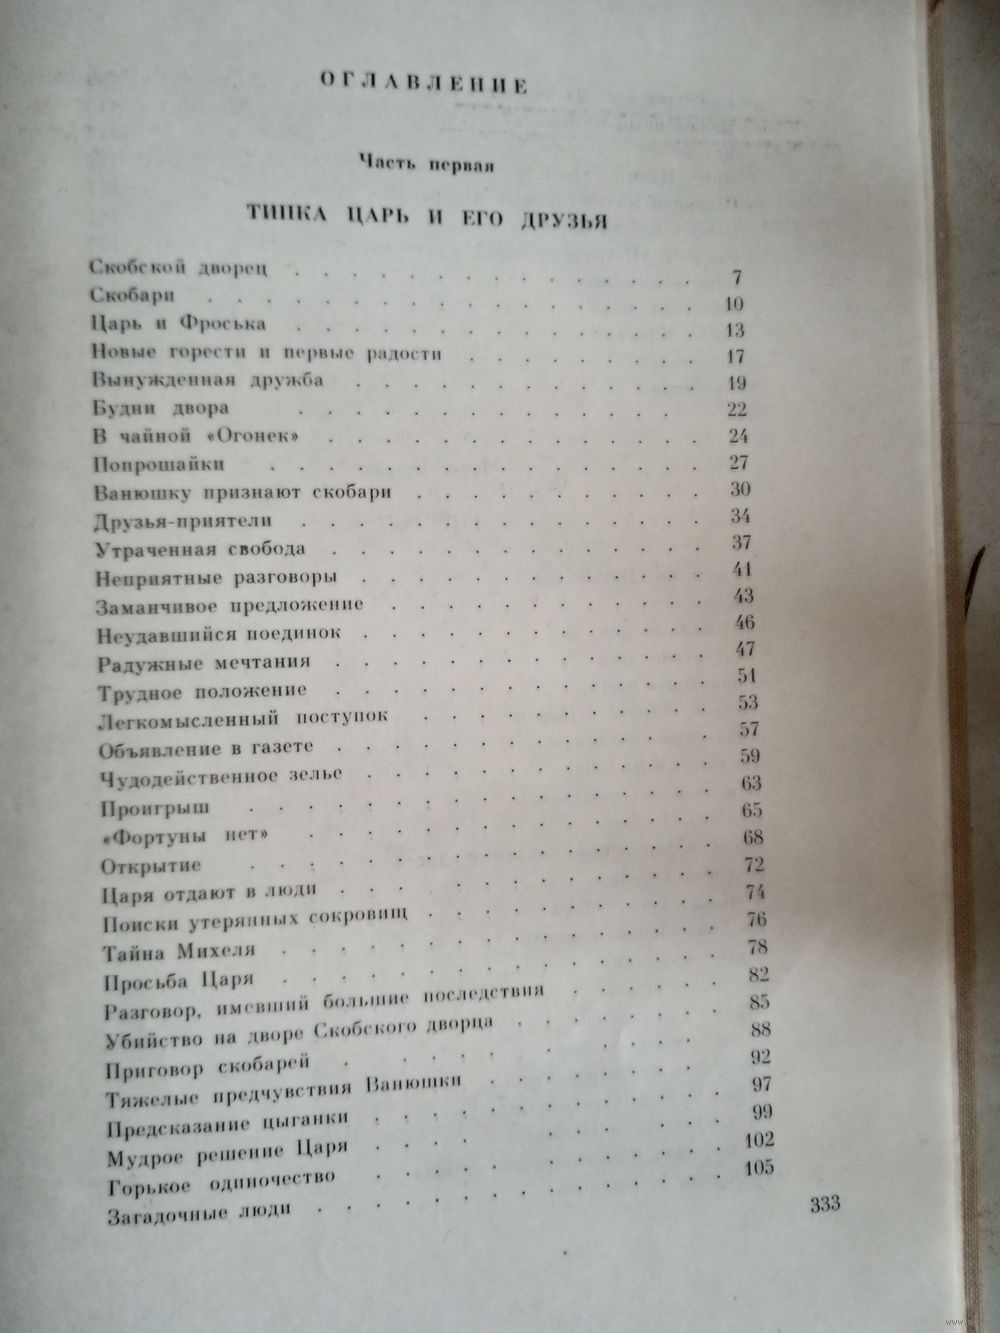 ОГЛАВЛЕНИЕ
Часть первая
ТИПКА ЦАРЬ И ЕГО ДРУЗЬЯ
Скобской дворец . . . . . . . . . . . . . . 7
Скобари . . . . . . . . . . . . . . . . . 10
Царь и Фроська . . . . . . . . . . . . . . 13
Новые горести и первые радости . . . . . . . . 17
Вынужденная дружба . . . . . . . . . . . . 19
Будни двора . . . . . . . . . . . . . 22
В чайной «Огонек» . . . . . . . . . . . . . 24
Попрошайки . . . . . . . . . . . . . . . 27
Ванюшку признают скобари . . . . . . . . . . 30
Друзья-приятели . . . . . . . . . . . . . . 34
Утраченная свобода . . . . . . . . . . . . . 37
Неприятные разговоры . . . . . . . . . . . . 41
Заманчивое предложение . . . . . . . . . . . 43
Неудавшийся поединок . . . . . . . . . . . . 46
Радужные мечтания . . . . . . . . . . . . . 47
Трудное положение . . . . . . . . . . . . . 51
Легкомысленный поступок . . . . . . . . . . 53
Объявление в газете . . . . . . . . . . . . 57
Чудодейственное зелье . . . . . . . . . . . . 59
Проигрыш . . . . . . . . . . . . . . . . 63
«Фортуны нет» . . . . . . . . . . . . . . 65
Открытие . . . . . . . . . . . . . . . . 68
Царя отдают в люди . . . . . . . . . . . . 72
Поиски утерянных сокровищ . . . . . . . . . . 74
Тайна Михеля . . . . . . . . . . . . . . . 76
Просьба Царя . . . . . . . . . . . . . . . 78
Разговор, имевший большие последствия . . . . . . 82
Убийство на дворе Скобского дворца . . . . . . . 85
Приговор скобарей . . . . . . . . . . 88
Тяжелые предчувствия Ванюшки . . . . . . . . . 92
Предсказание цыганки . . . . . . . . . . . . 97
Мудрое решение Царя . . . . . . . . . . 99
Горькое одиночество . . . . . . . . . . . . 102
Загадочные люди . . . . . . . . . . . . . . 105
333